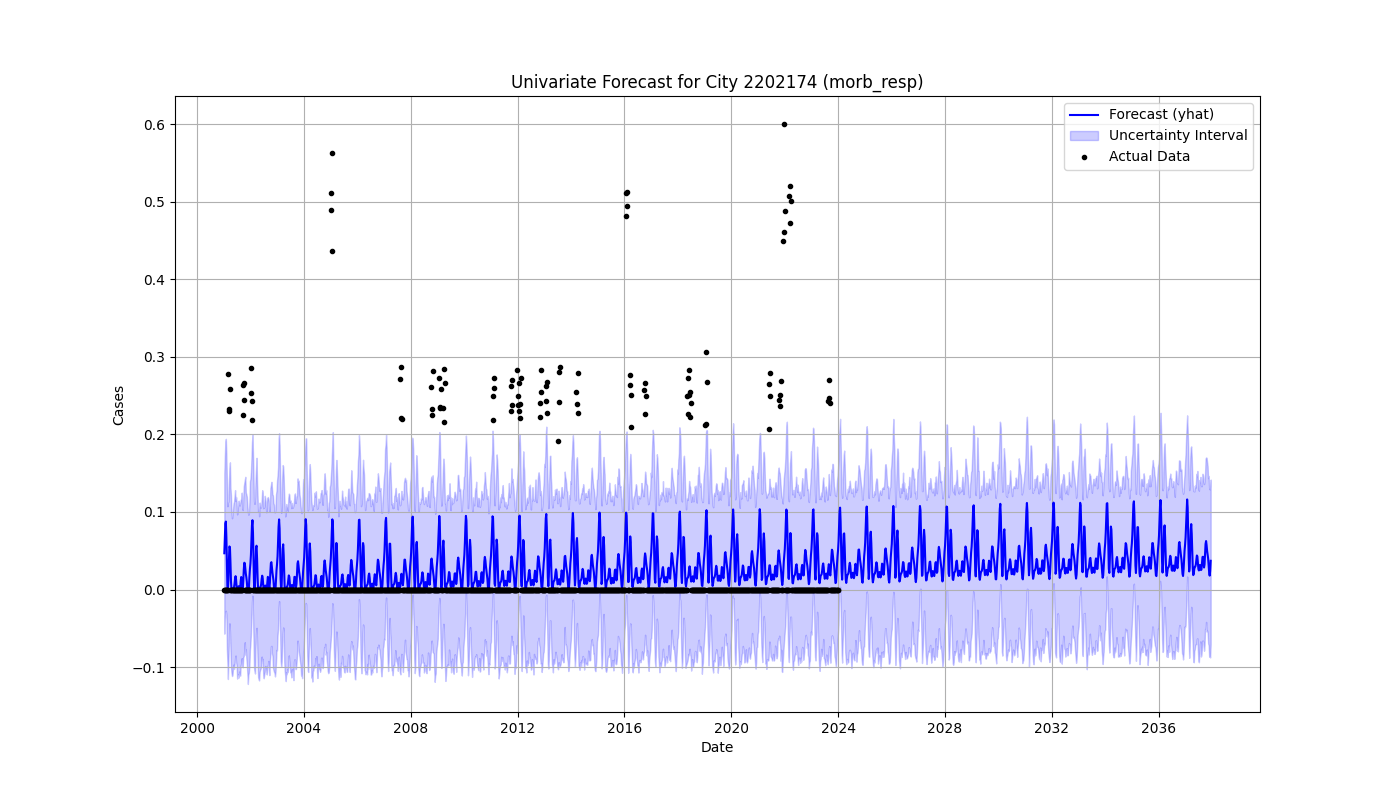 Univariate Forecast for City 2202174 (morb_resp)
Forecast (yhat)
Uncertainty Interval
Actual Data
Cases
0.6
0.5
0.4
0.3
0.2
0.1
0.0
−0.1
2000 2004 2008 2012 2016 2020 2024 2028 2032 2036
Date